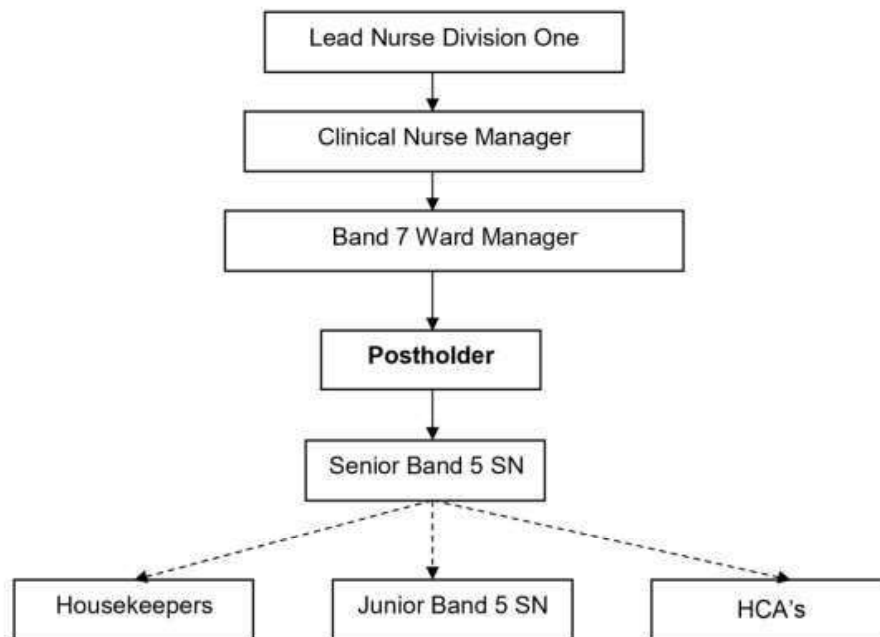 Lead Nurse Division One
Clinical Nurse Manager
Band 7 Ward Manager
Postholder
Senior Band 5 SN
Housekeepers
Junior Band 5 SN
HCA's